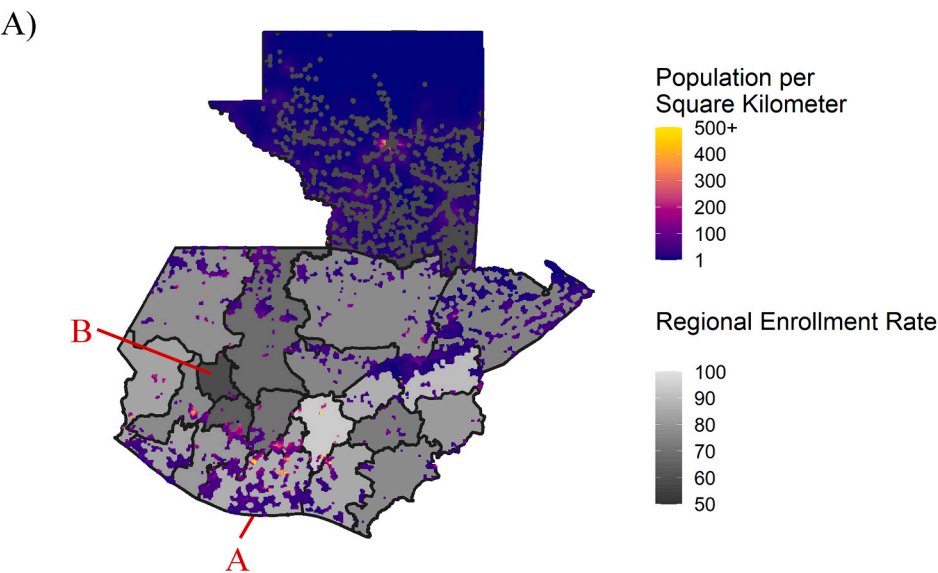 A)
Population per
Square Kilometer
500+
400
300
200
100
1
B
Regional Enrollment Rate
100
90
80
70
60
50
A